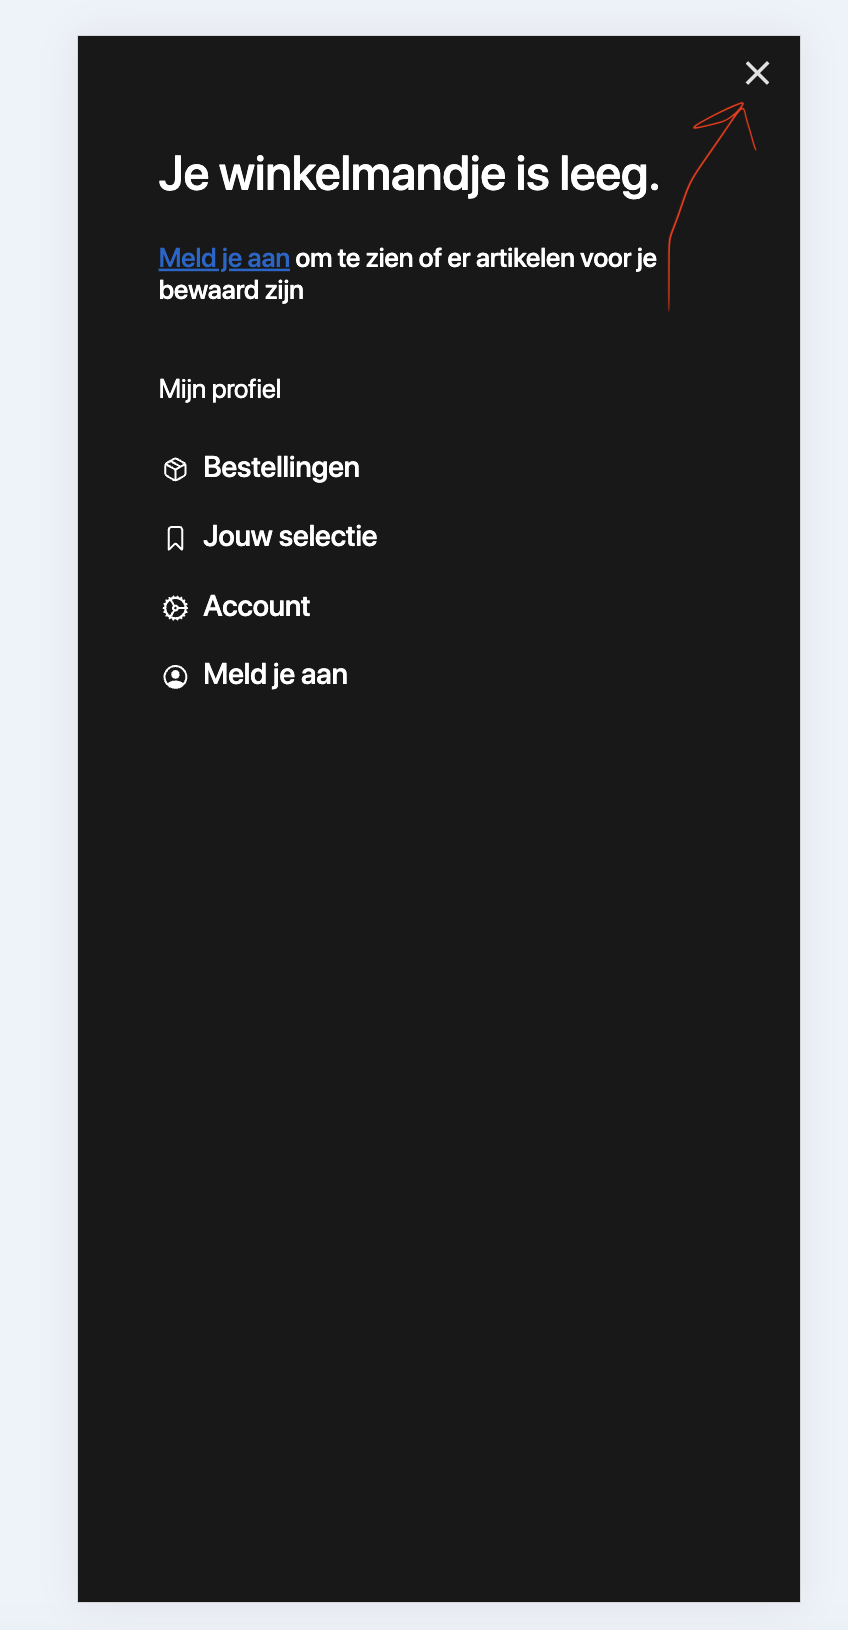 Je winkelmandje is leeg.
Meld je aan om te zien of er artikelen voor je
bewaard zijn
Mijn profiel
Bestellingen
Jouw selectie
Account
Meld je aan